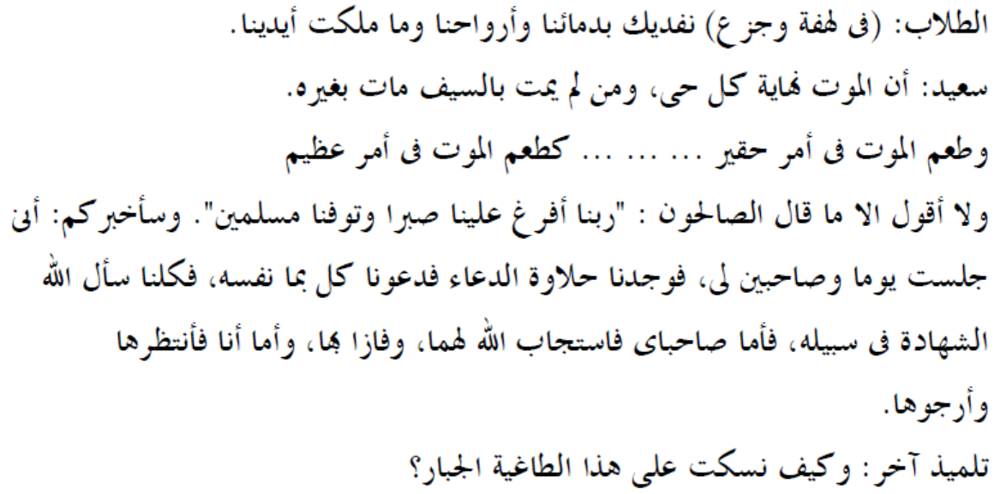 الطلاب: (فى لهفة وجزع) نفديك بدمائنا وأرواحنا وما ملكت أيدينا.
سعيد: أن الموت نهاية كل حى، ومن لم يمت بالسيف مات بغيره.
وطعم الموت فى أمر حقير ... ... ... كطعم الموت فى أمر عظيم
ولا أقول الا ما قال الصالحون : "ربنا أفرغ علينا صبرا وتوفنا مسلمين". وسأخبركم: أنى
جلست يوما وصاحبين لى، فوجدنا حلاوة الدعاء فدعونا كل بما نفسه، فكلنا سأل الله
الشهادة فى سبيله، فأما صاحباى فاستجاب الله لهما، وفازا بها، وأما أنا فأنتظرها
وأرجوها.
تلميذ آخر: وكيف نسكت على هذا الطاغية الجبار؟